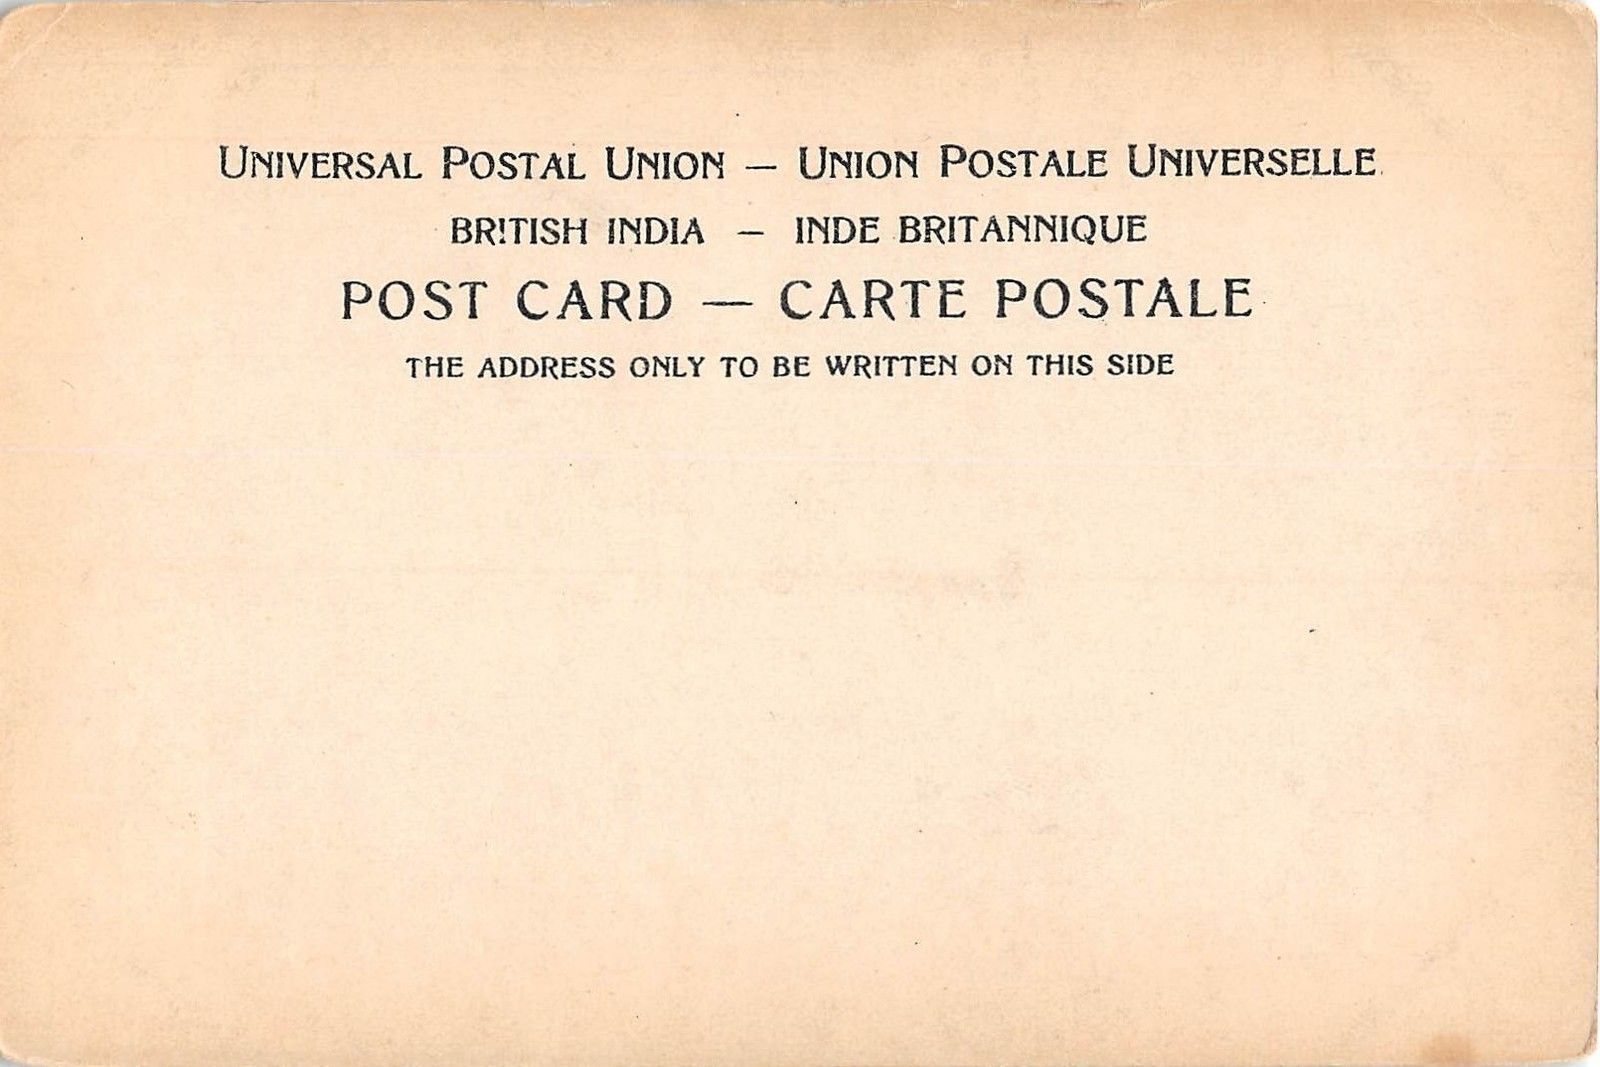 UNIVERSAL POSTAL UNION — UNION POSTALE UNIVERSELLE
BRITISH INDIA — INDE BRITANNIQUE
POST CARD — CARTE POSTALE
THE ADDRESS ONLY TO BE WRITTEN ON THIS SIDE